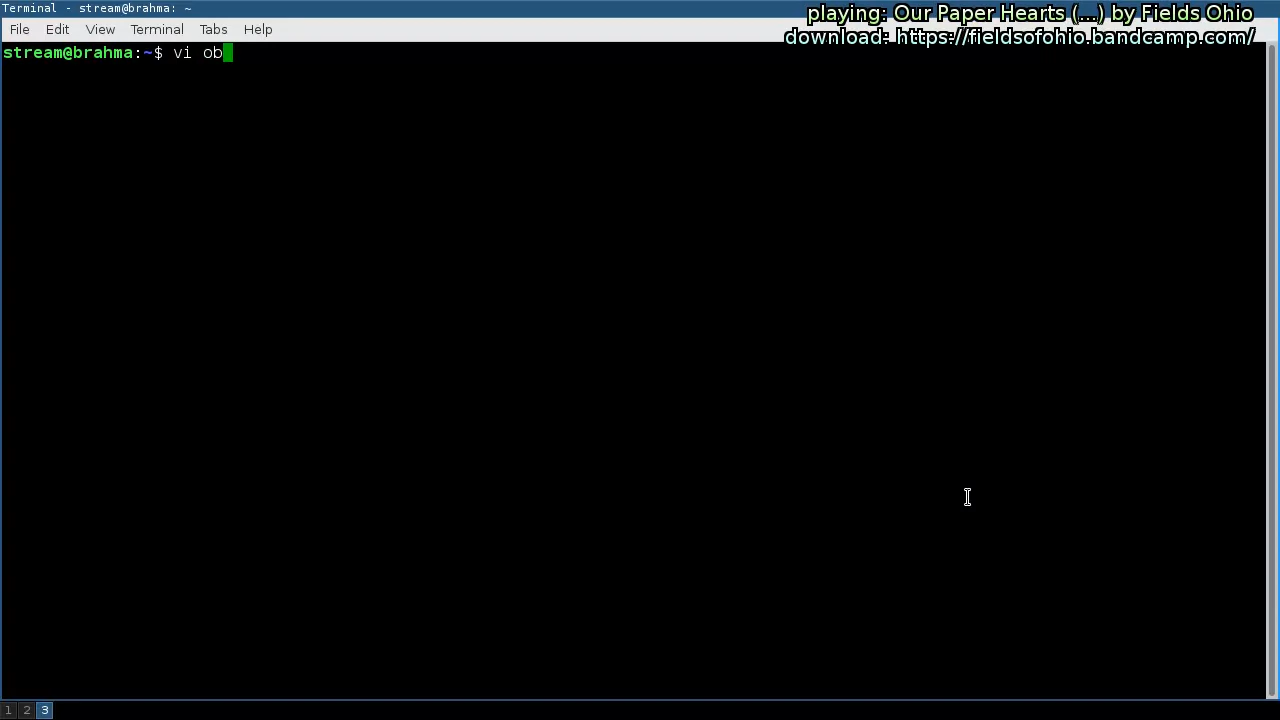 Terminal - stream@brahma: ~
playing: Our Paper Hearts (...) by Fields Ohio
File Edit View Terminal Tabs Help
download: https://fieldsofohio.bandcamp.com/
stream@brahma:~$ vi ob
1 2 3